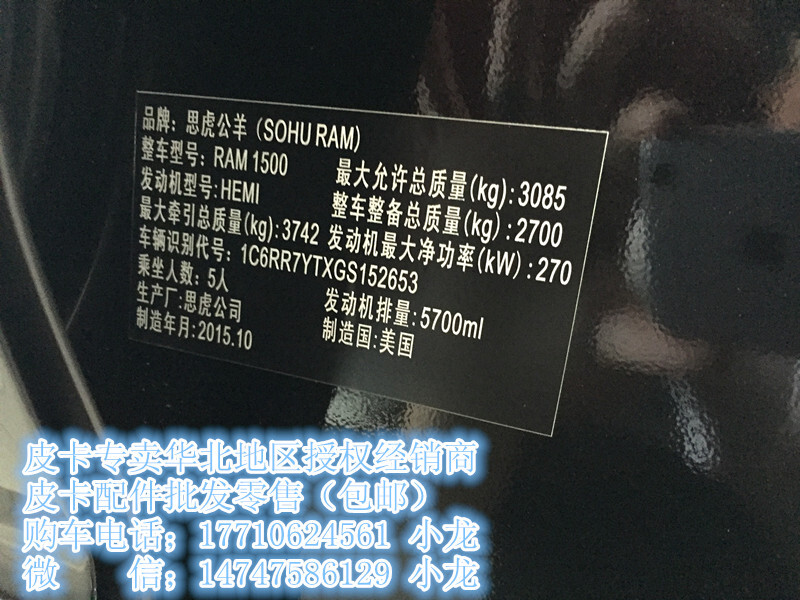 品牌：思虎公羊（SOHU RAM）
整车型号：RAM 1500
最大允许总质量(kg):3085
发动机型号:HEMI
整车整备总质量(kg):2700
最大牵引总质量(kg):3742
发动机最大净功率(kW):270
车辆识别代号：1C6RR7YTXGS152653
乘坐人数：5人
发动机排量:5700ml
生产厂:思虎公司
制造国:美国
制造年月:2015.10
皮卡专卖华北地区授权经销商
皮卡配件批发零售（包邮）
购车电话；17710624561 小龙
微 信；14747586129 小龙